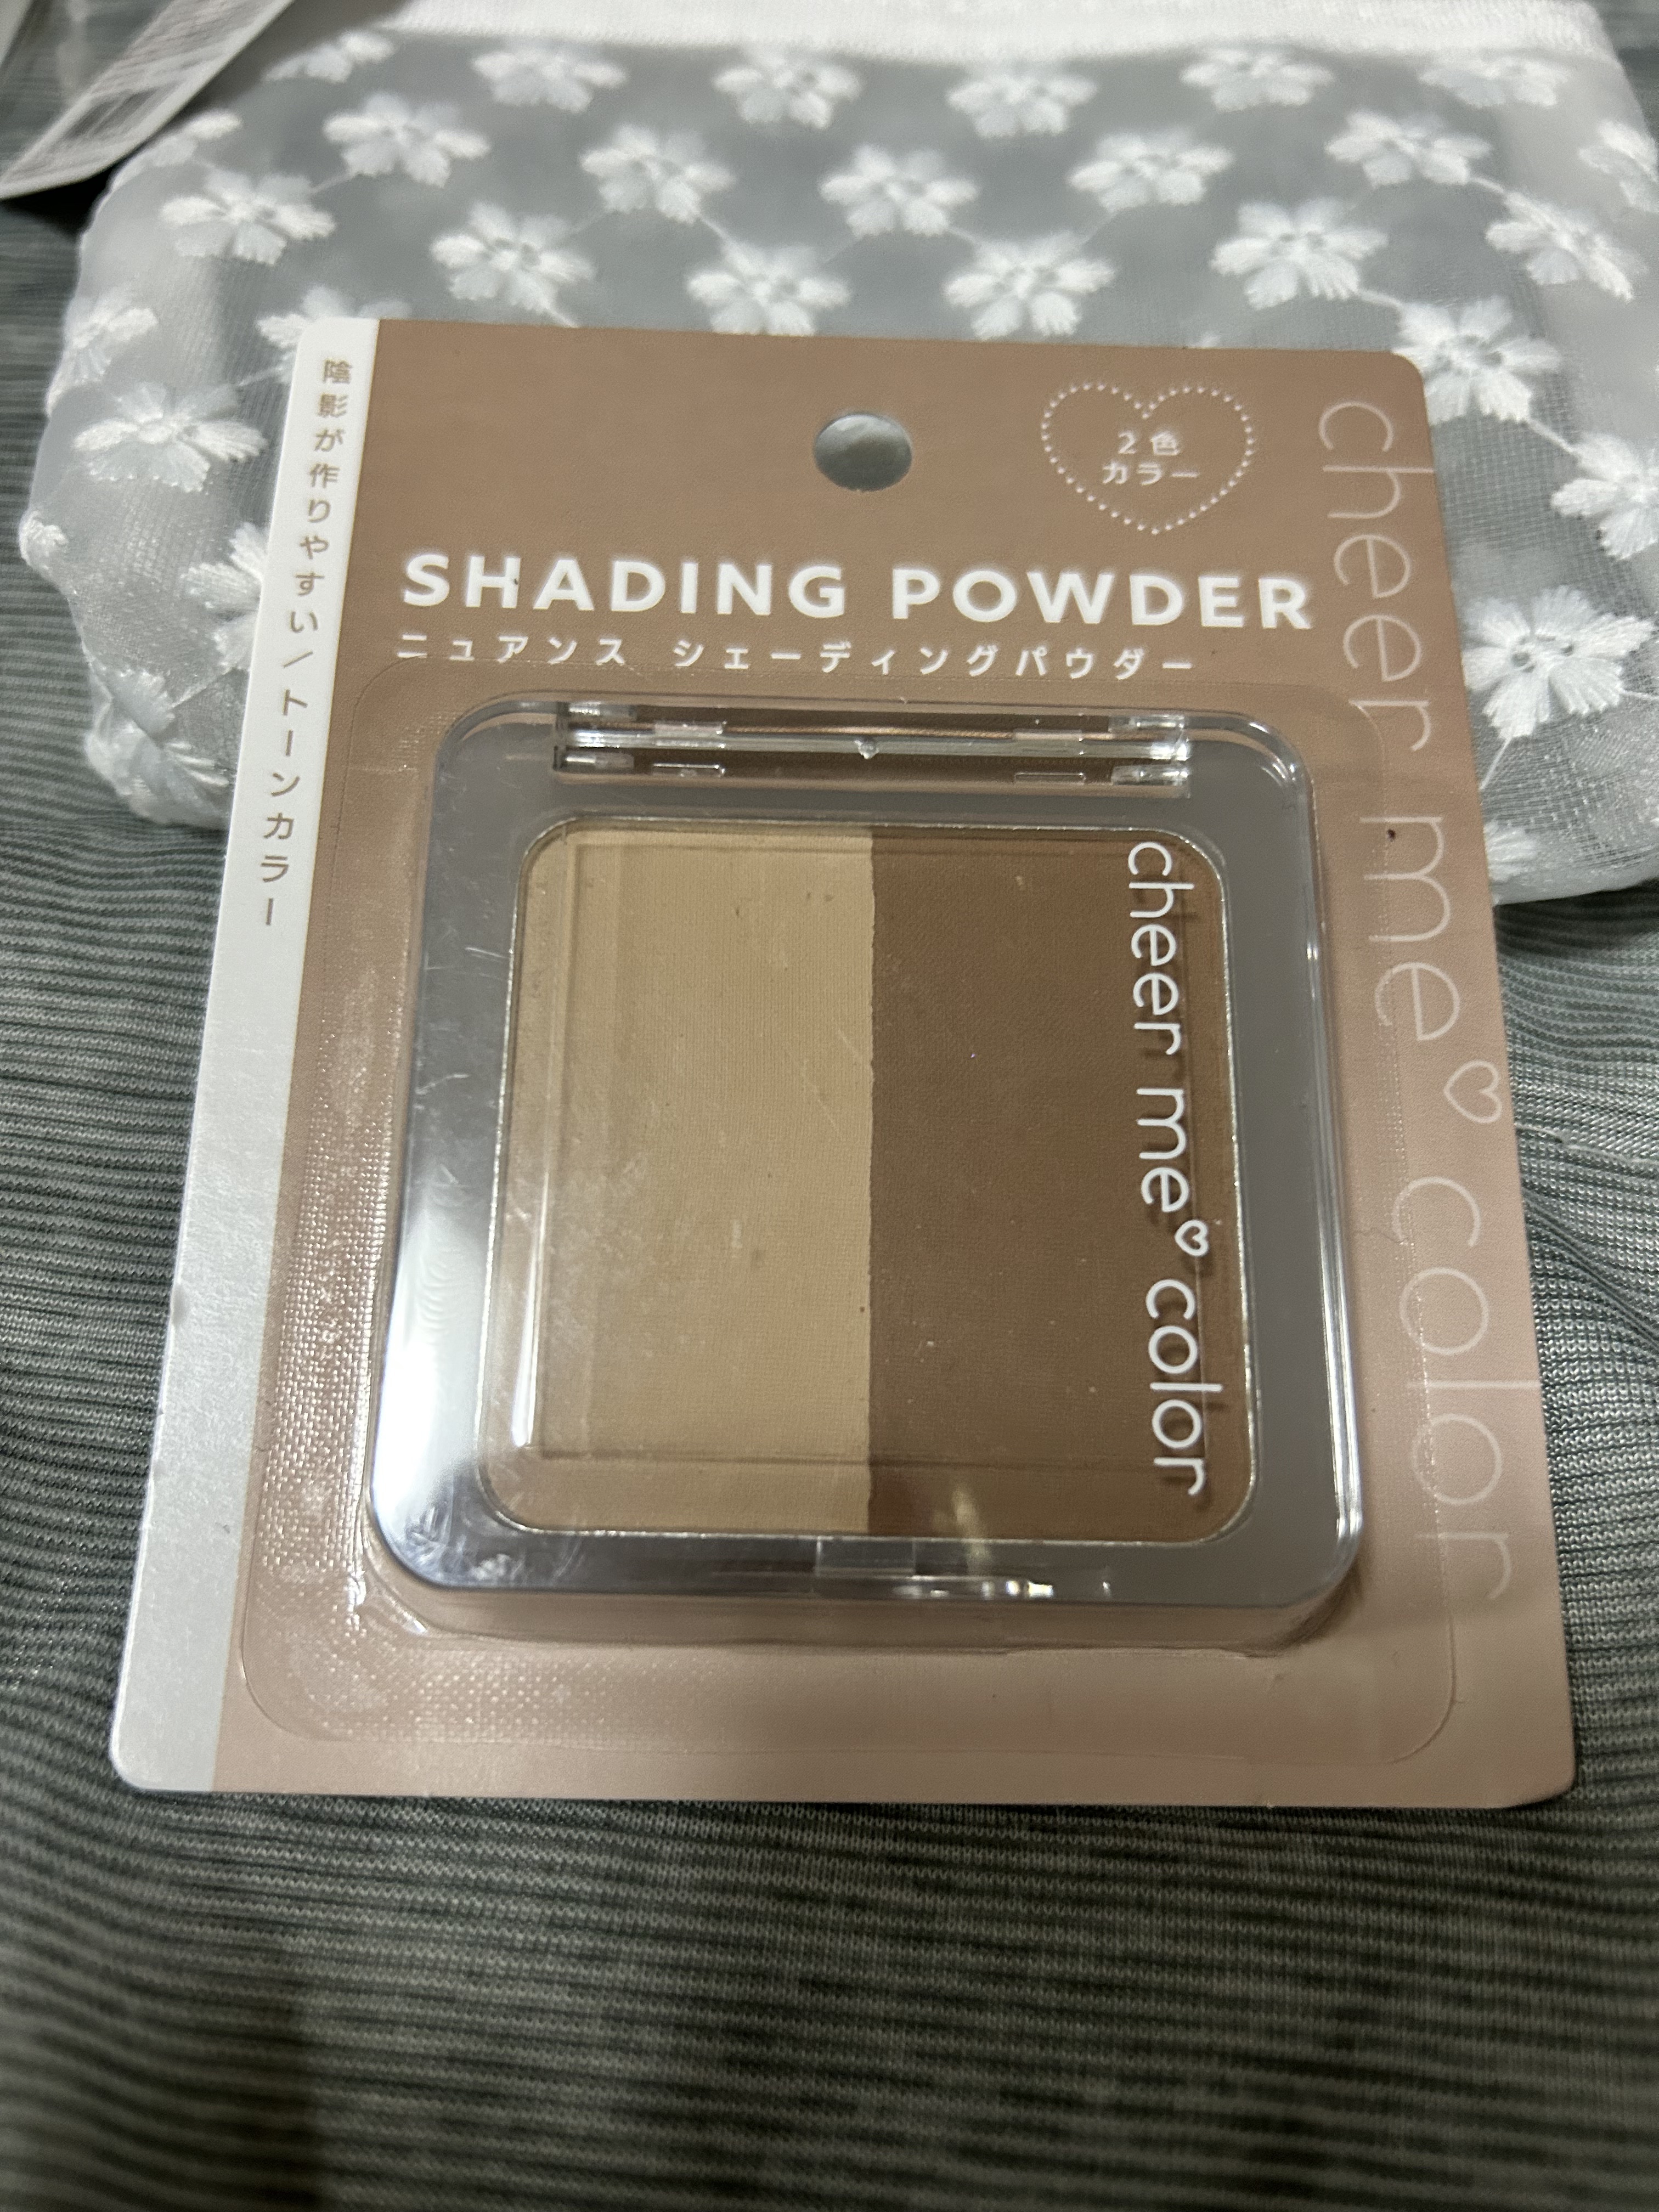 陰影が作りやすい/トーンカラー
2色
カラー
SHADING POWDER
ニュアンス シェーディングパウダー
cheer me♡color
cheer me♡color